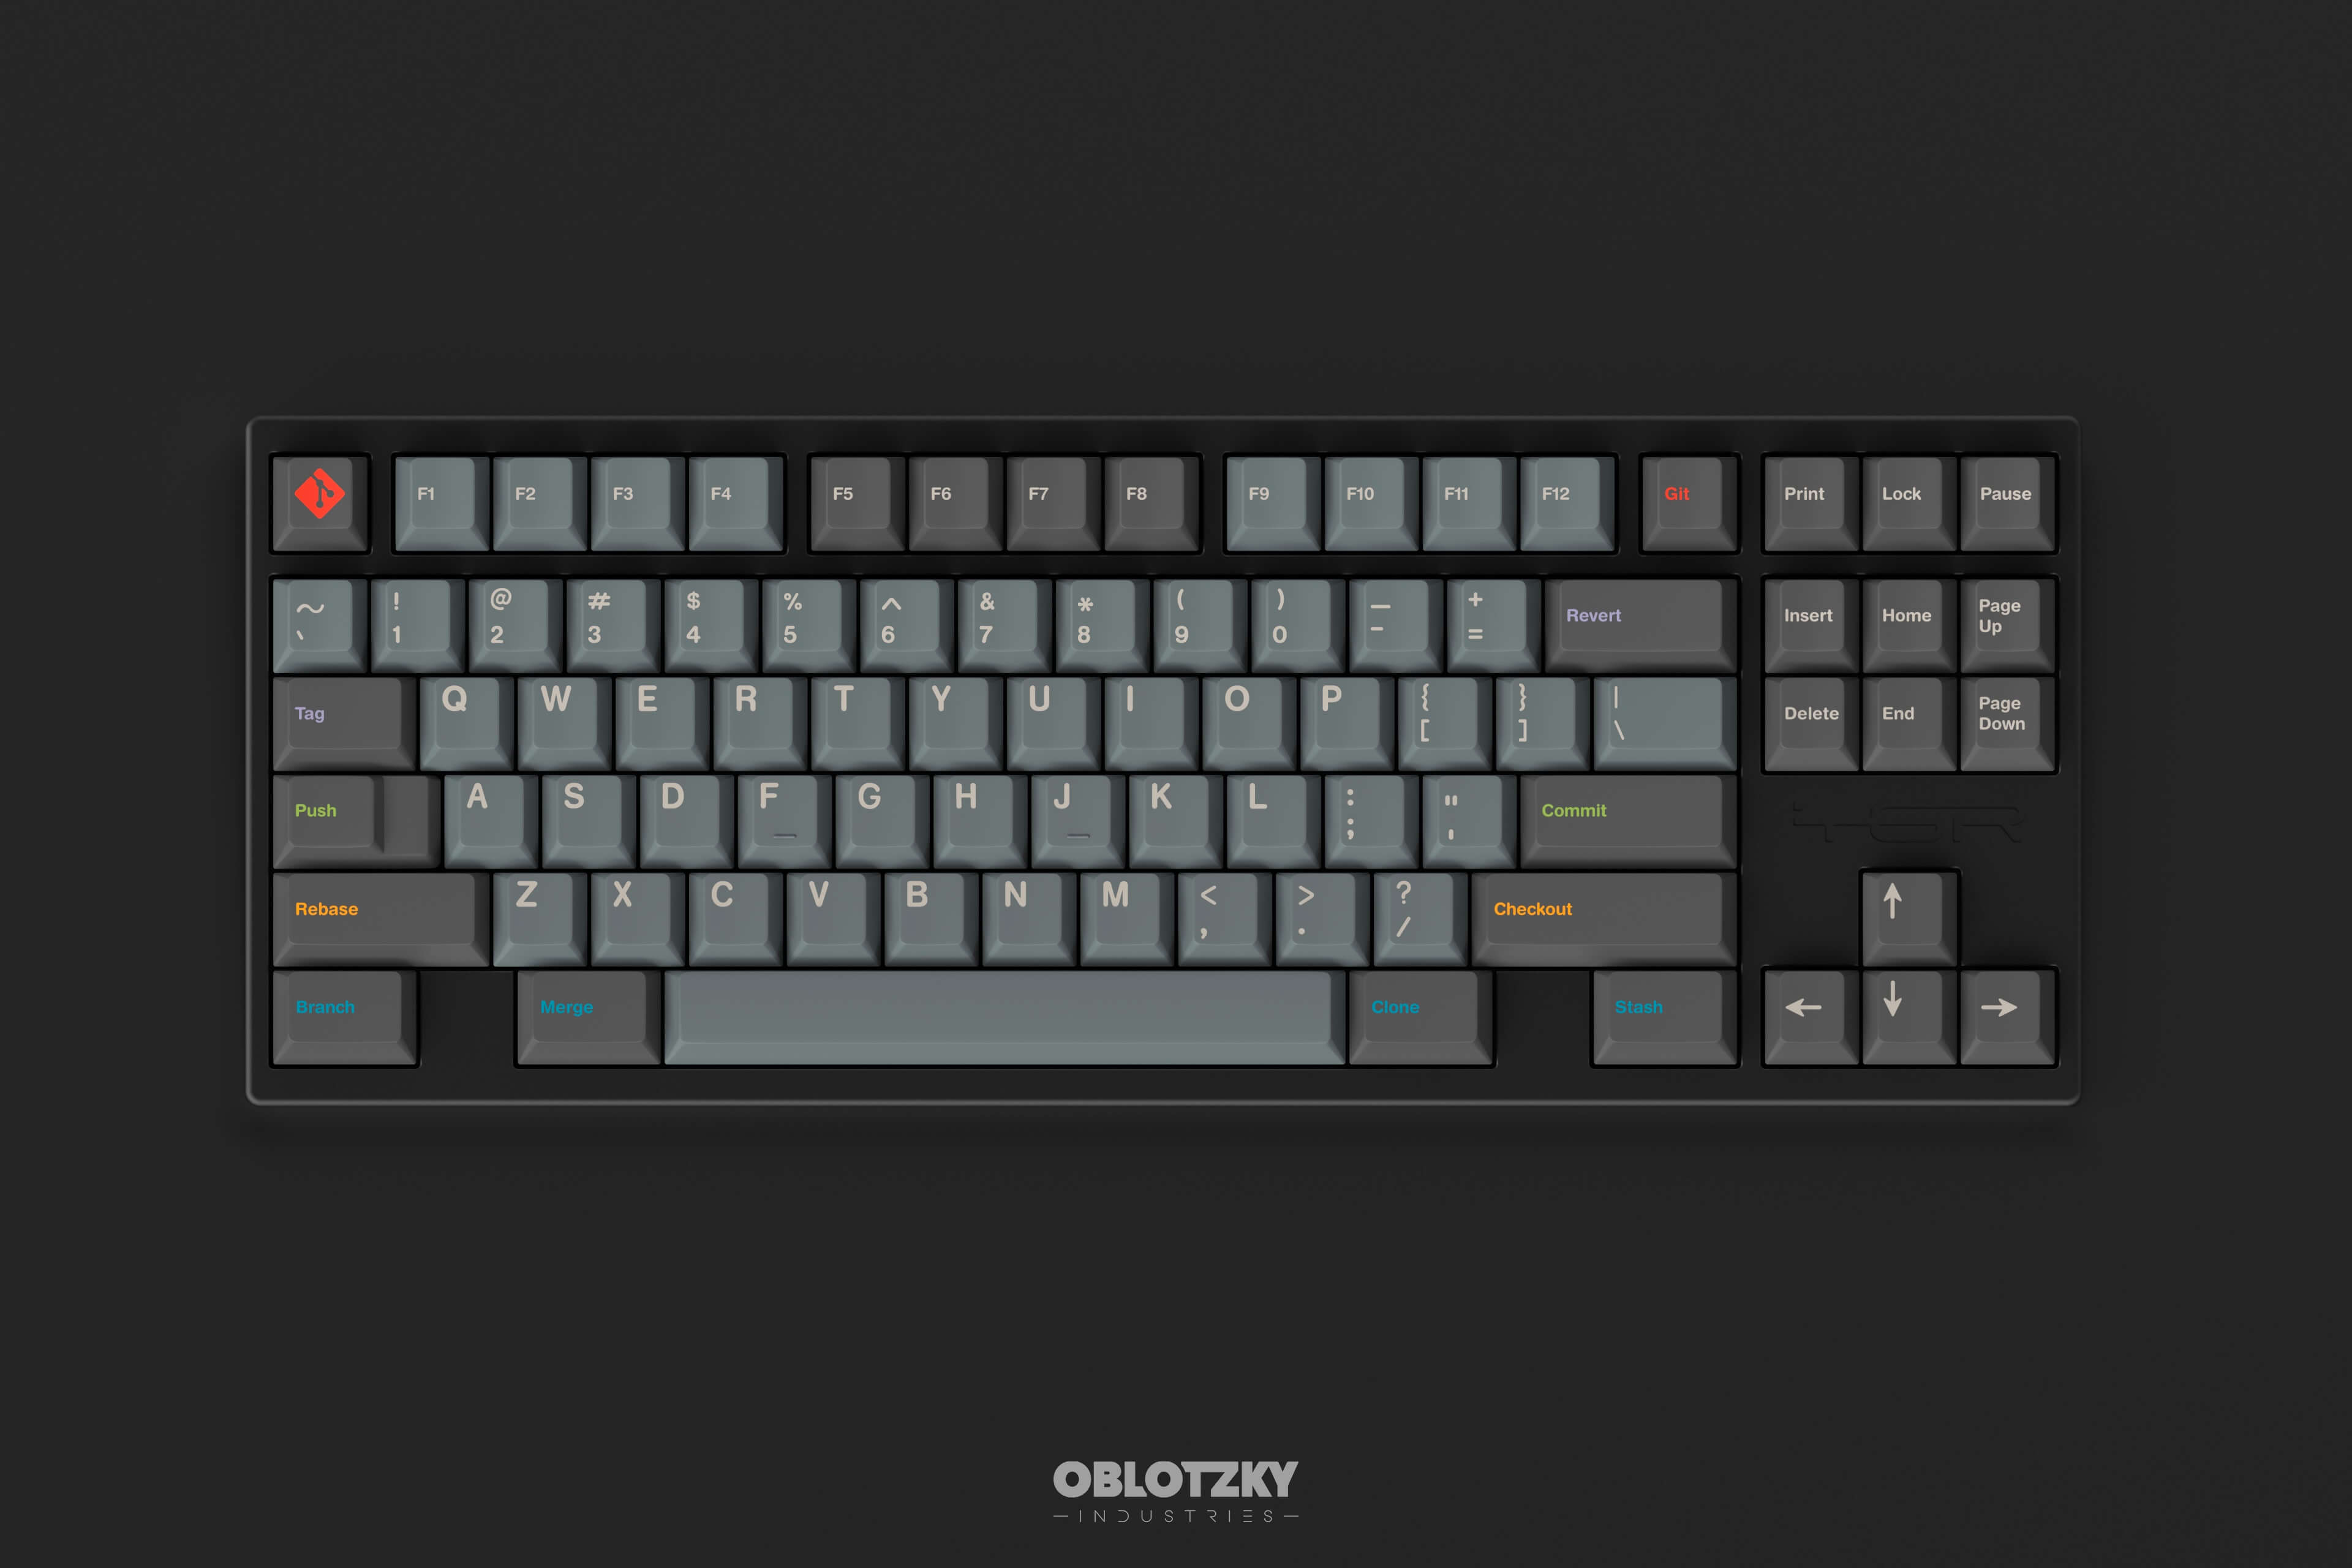 F1 F2 F3 F4 F5 F6 F7 F8 F9 F10 F11 F12 Git Print Lock Pause
~ ! @ # $ % ^ & * ( ) _ +
` 1 2 3 4 5 6 7 8 9 0 - = Revert Insert Home Page Up
Tag Q W E R T Y U I O P { } |
[ ] \ Delete End Page Down
Push A S D F G H J K L : " Commit
; '
Rebase Z X C V B N M < > ? Checkout ↑
, . /
Branch Merge Clone Stash ← ↓ →
OBLOTZKY
INDUSTRIES